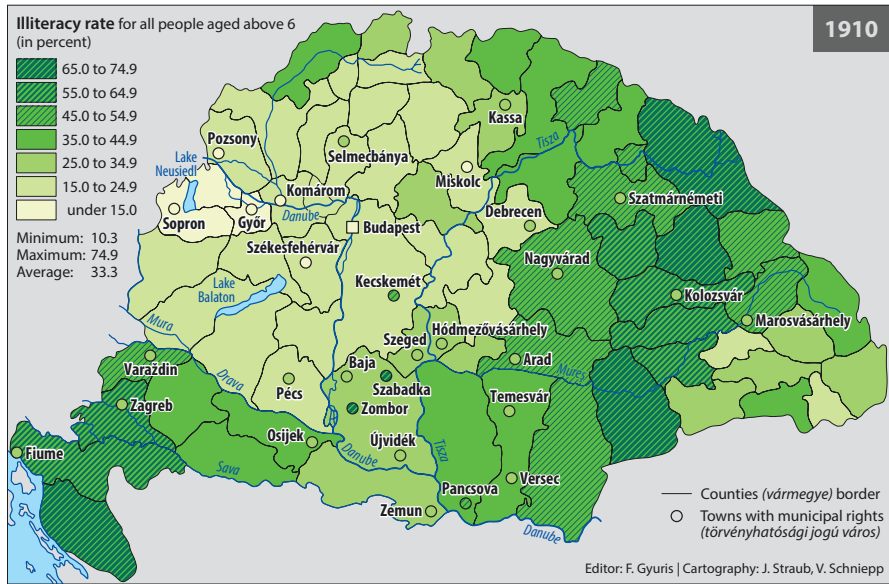 Illiteracy rate for all people aged above 6
(in percent)
1910
65.0 to 74.9
55.0 to 64.9
45.0 to 54.9
35.0 to 44.9
25.0 to 34.9
15.0 to 24.9
under 15.0
Minimum: 10.3
Maximum: 74.9
Average: 33.3
Kassa
Pozsony
Tisza
Selmecbánya
Lake
Neusiedl
Miskolc
Komárom
Szatmárnémeti
Debrecen
Sopron
Győr
Danube
Budapest
Székesfehérvár
Nagyvárad
Kecskemét
Lake
Balaton
Kolozsvár
Mura
Marosvásárhely
Hódmezővásárhely
Szeged
Varaždin
Baja
Arad
Mureș
Drava
Szabadka
Pécs
Zagreb
Zombor
Temesvár
Osijek
Újvidék
Fiume
Danube
Tisza
Sava
Versec
Pancsova
Zemun
Danube
Counties (vármegye) border
Towns with municipal rights
(törvényhatósági jogú város)
Editor: F. Gyuris | Cartography: J. Straub, V. Schniepp